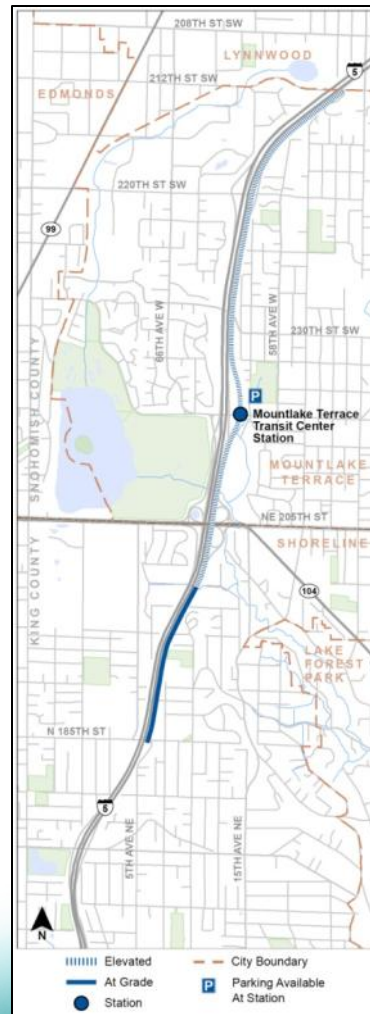 208TH ST SW
LYNNWOOD
5
212TH ST SW
EDMONDS
220TH ST SW
99
66TH AVE W
58TH AVE W
230TH ST SW
P
Mountlake Terrace
Transit Center
Station
SNOHOMISH COUNTY
MOUNTLAKE
TERRACE
NE 205TH ST
SHORELINE
KING COUNTY
104
LAKE
FOREST
PARK
N 185TH ST
5
5TH AVE NE
15TH AVE NE
N
Elevated
City Boundary
At Grade
P
Parking Available
At Station
Station